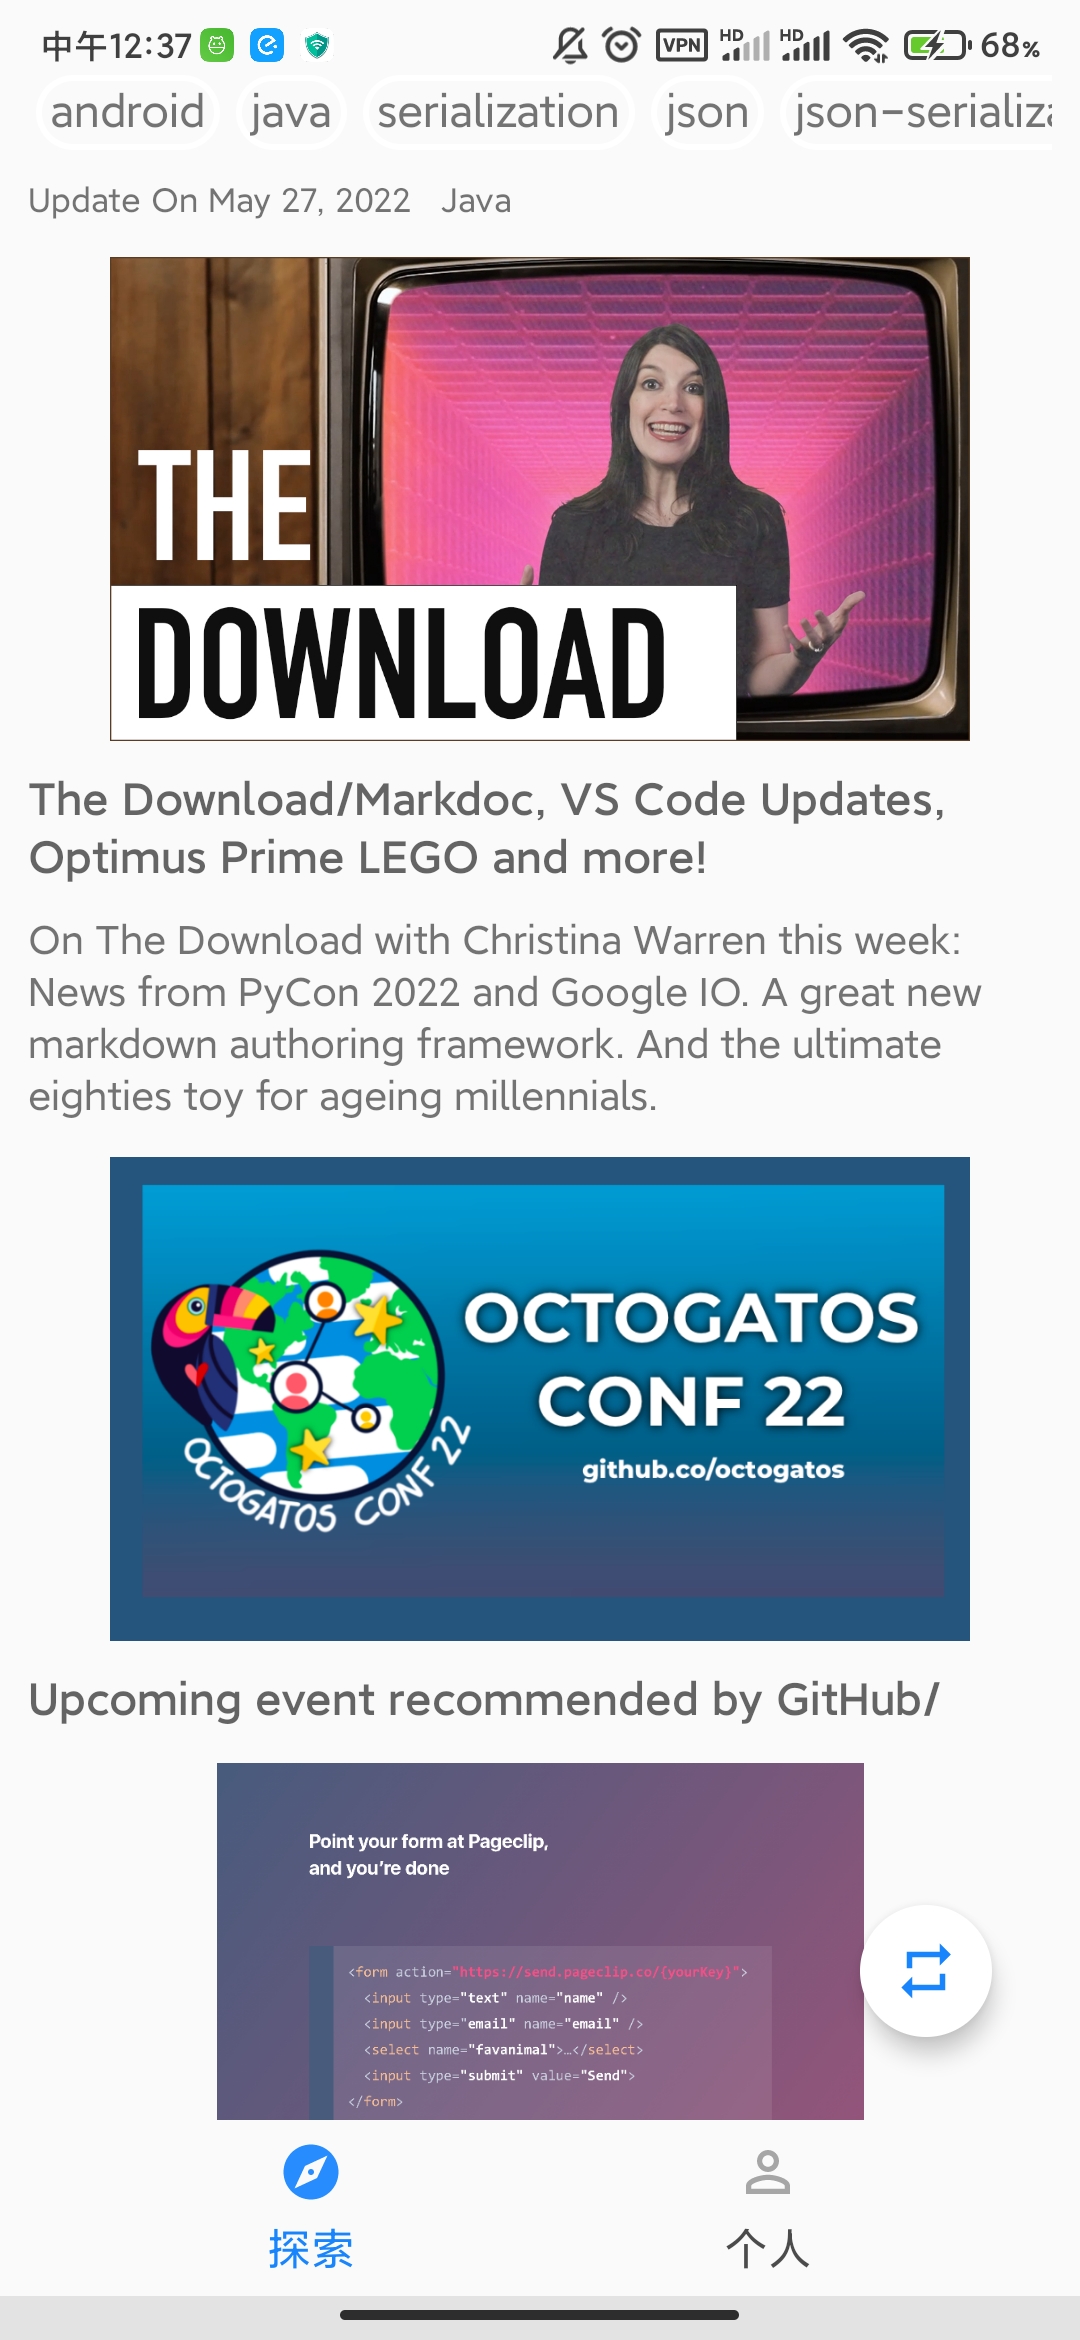 中午12:37
VPN
HD
HD
68%
android java serialization json json-serializa
Update On May 27, 2022 Java
THE
DOWNLOAD
The Download/Markdoc, VS Code Updates,
Optimus Prime LEGO and more!
On The Download with Christina Warren this week:
News from PyCon 2022 and Google IO. A great new
markdown authoring framework. And the ultimate
eighties toy for ageing millennials.
OCTOGATOS CONF 22
OCTOGATOS
CONF 22
github.co/octogatos
Upcoming event recommended by GitHub/
Point your form at Pageclip,
and you're done
<form action="https://send.pageclip.co/{yourKey}">
<input type="text" name="name" />
<input type="email" name="email" />
<select name="favanimal">…</select>
<input type="submit" value="Send">
</form>
探索
个人